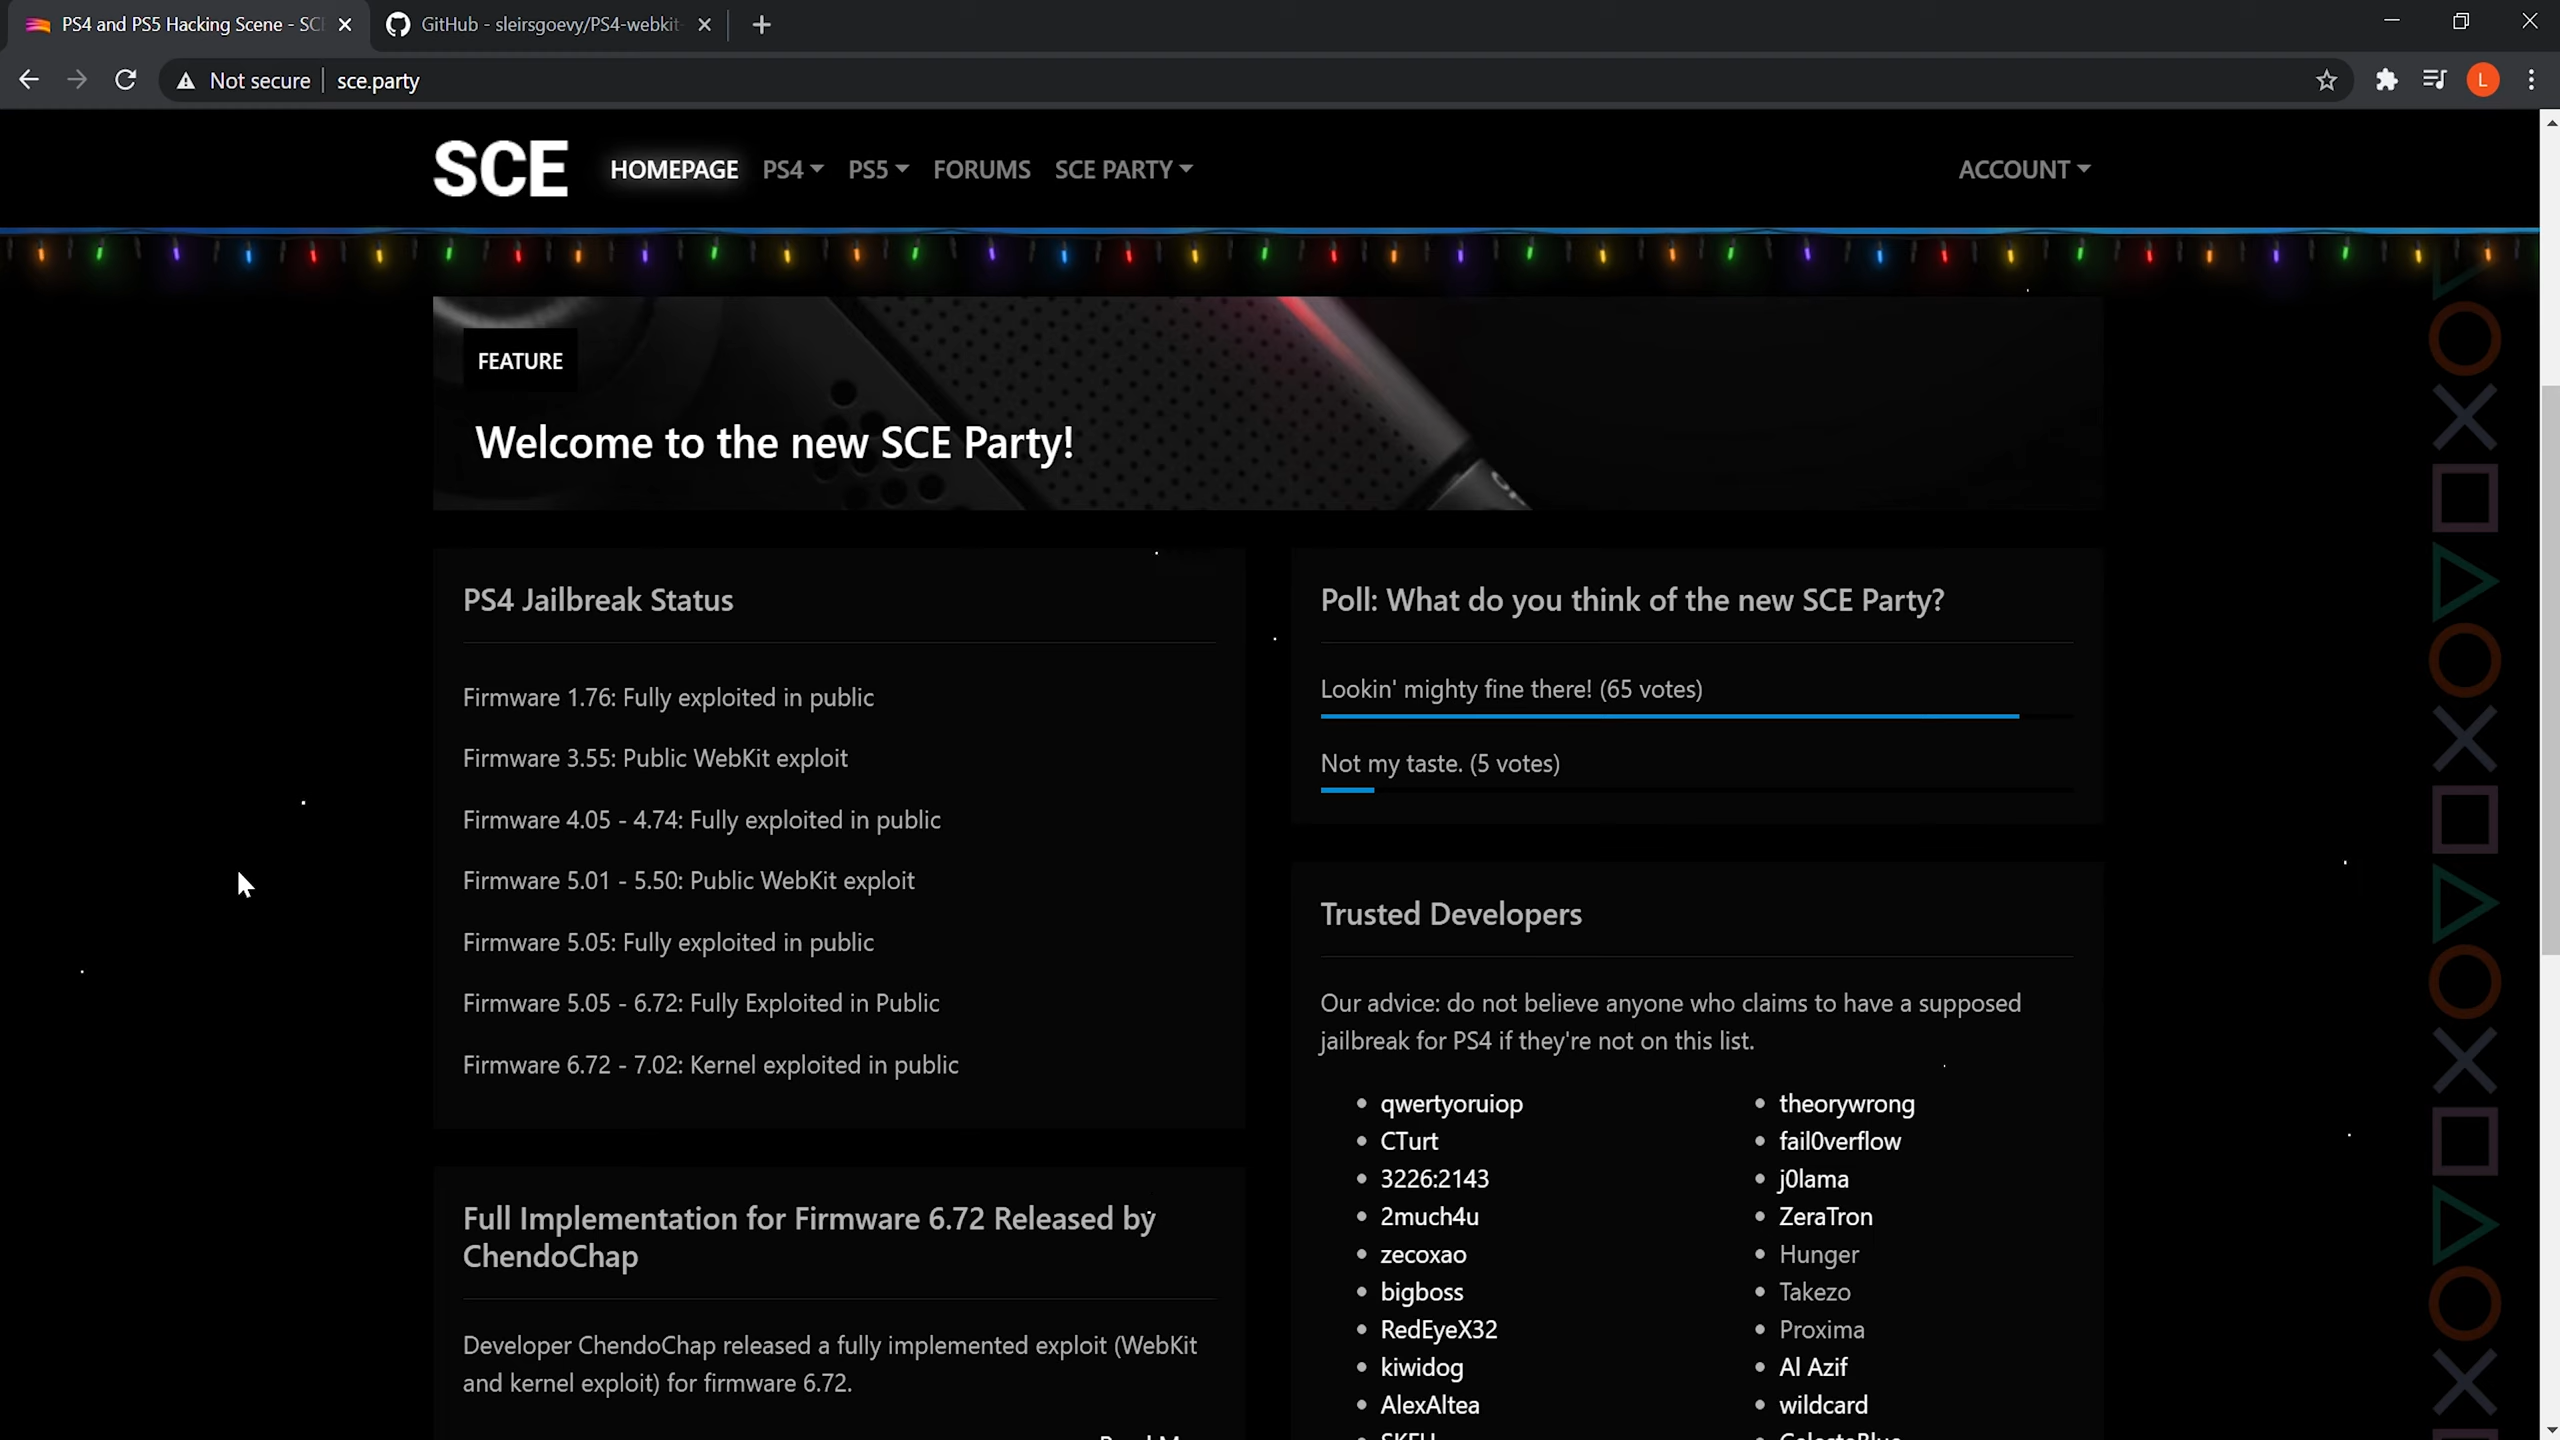 PS4 and PS5 Hacking Scene - SCE
GitHub - sleirsgoevy/PS4-webkit-
Not secure
sce.party
L
SCE
HOMEPAGE
PS4
PS5
FORUMS
SCE PARTY
ACCOUNT
FEATURE
Welcome to the new SCE Party!
PS4 Jailbreak Status
Firmware 1.76: Fully exploited in public
Firmware 3.55: Public WebKit exploit
Firmware 4.05 - 4.74: Fully exploited in public
Firmware 5.01 - 5.50: Public WebKit exploit
Firmware 5.05: Fully exploited in public
Firmware 5.05 - 6.72: Fully Exploited in Public
Firmware 6.72 - 7.02: Kernel exploited in public
Full Implementation for Firmware 6.72 Released by
ChendoChap
Developer ChendoChap released a fully implemented exploit (WebKit
and kernel exploit) for firmware 6.72.
Poll: What do you think of the new SCE Party?
Lookin' mighty fine there! (65 votes)
Not my taste. (5 votes)
Trusted Developers
Our advice: do not believe anyone who claims to have a supposed
jailbreak for PS4 if they're not on this list.
qwertyoruiop
CTurt
3226:2143
2much4u
zecoxao
bigboss
RedEyeX32
kiwidog
AlexAltea
theorywrong
fail0verflow
j0lama
ZeraTron
Hunger
Takezo
Proxima
Al Azif
wildcard